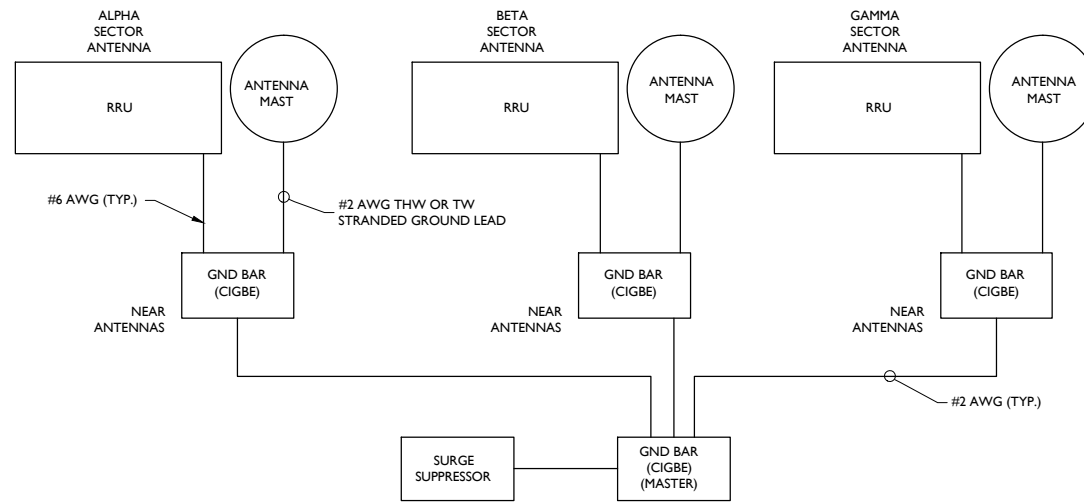 ALPHA
SECTOR
ANTENNA
BETA
SECTOR
ANTENNA
GAMMA
SECTOR
ANTENNA
RRU
ANTENNA
MAST
RRU
ANTENNA
MAST
RRU
ANTENNA
MAST
#6 AWG (TYP.)
#2 AWG THW OR TW
STRANDED GROUND LEAD
GND BAR
(CIGBE)
GND BAR
(CIGBE)
GND BAR
(CIGBE)
NEAR
ANTENNAS
NEAR
ANTENNAS
NEAR
ANTENNAS
#2 AWG (TYP.)
SURGE
SUPPRESSOR
GND BAR
(CIGBE)
(MASTER)